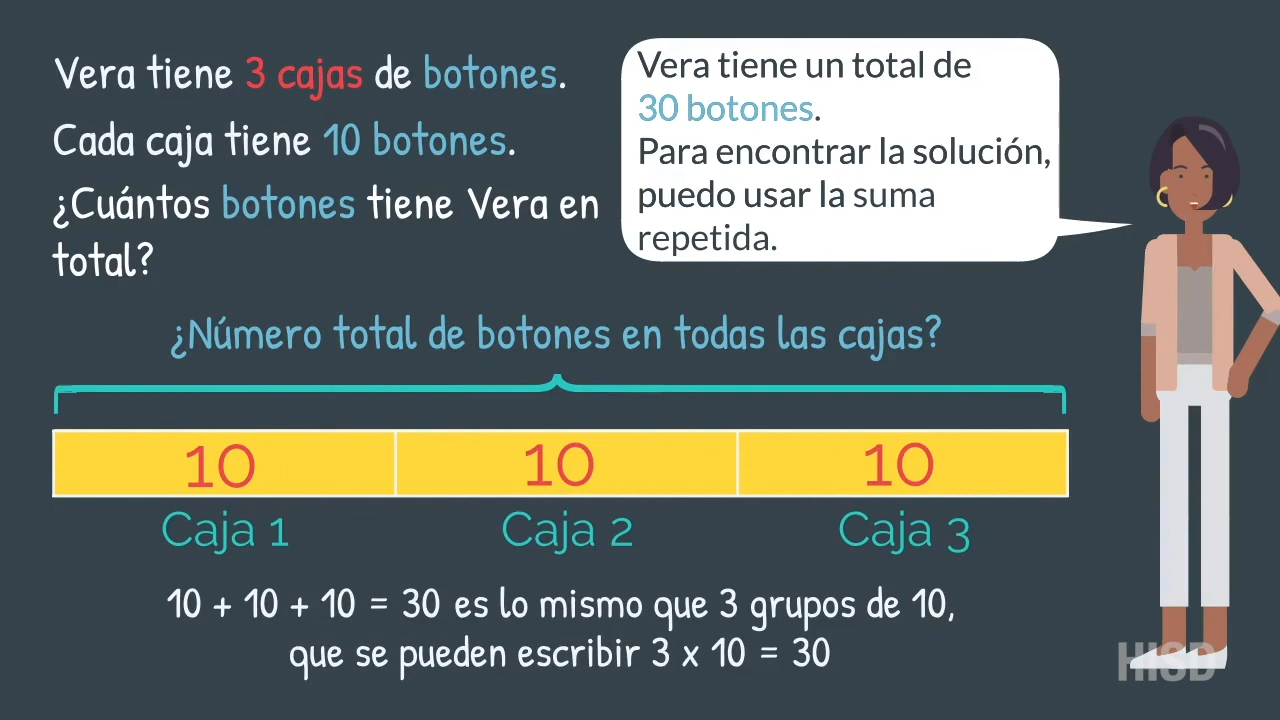 Vera tiene 3 cajas de botones.
Cada caja tiene 10 botones.
¿Cuántos botones tiene Vera en
total?
Vera tiene un total de
30 botones.
Para encontrar la solución,
puedo usar la suma
repetida.
¿Número total de botones en todas las cajas?
10 10 10
Caja 1 Caja 2 Caja 3
10 + 10 + 10 = 30 es lo mismo que 3 grupos de 10,
que se pueden escribir 3 x 10 = 30
HISD